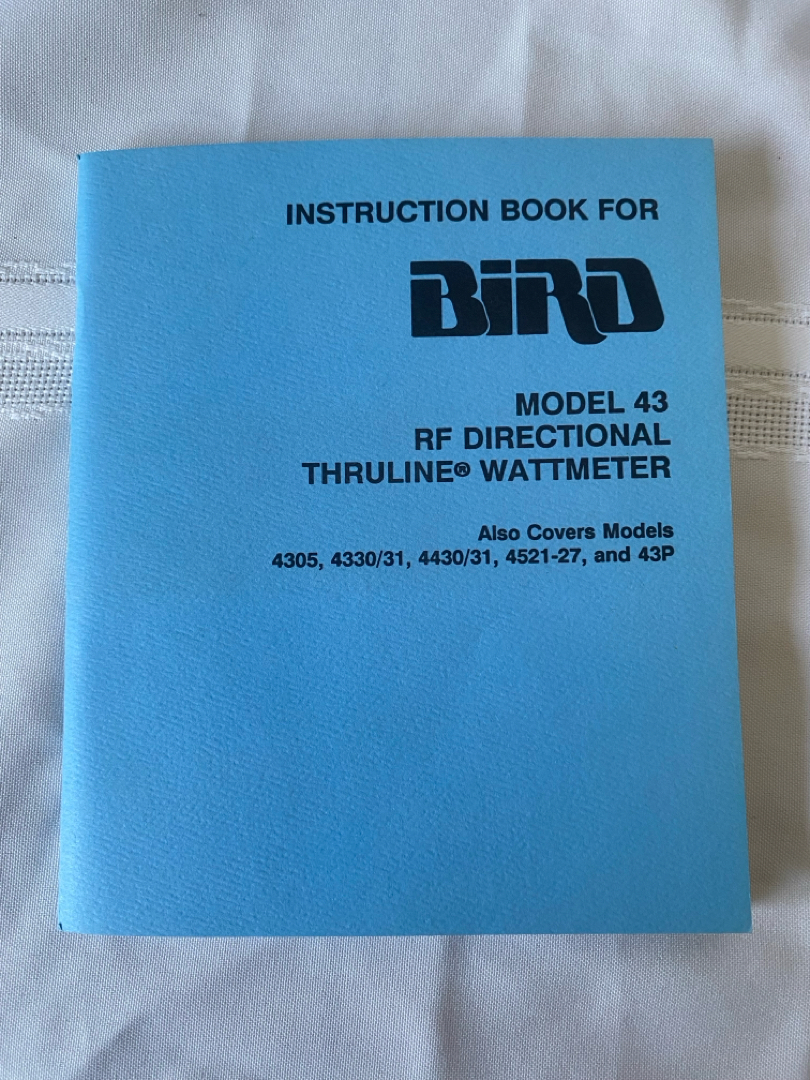 INSTRUCTION BOOK FOR
BiRD
MODEL 43
RF DIRECTIONAL
THRULINE® WATTMETER
Also Covers Models
4305, 4330/31, 4430/31, 4521-27, and 43P